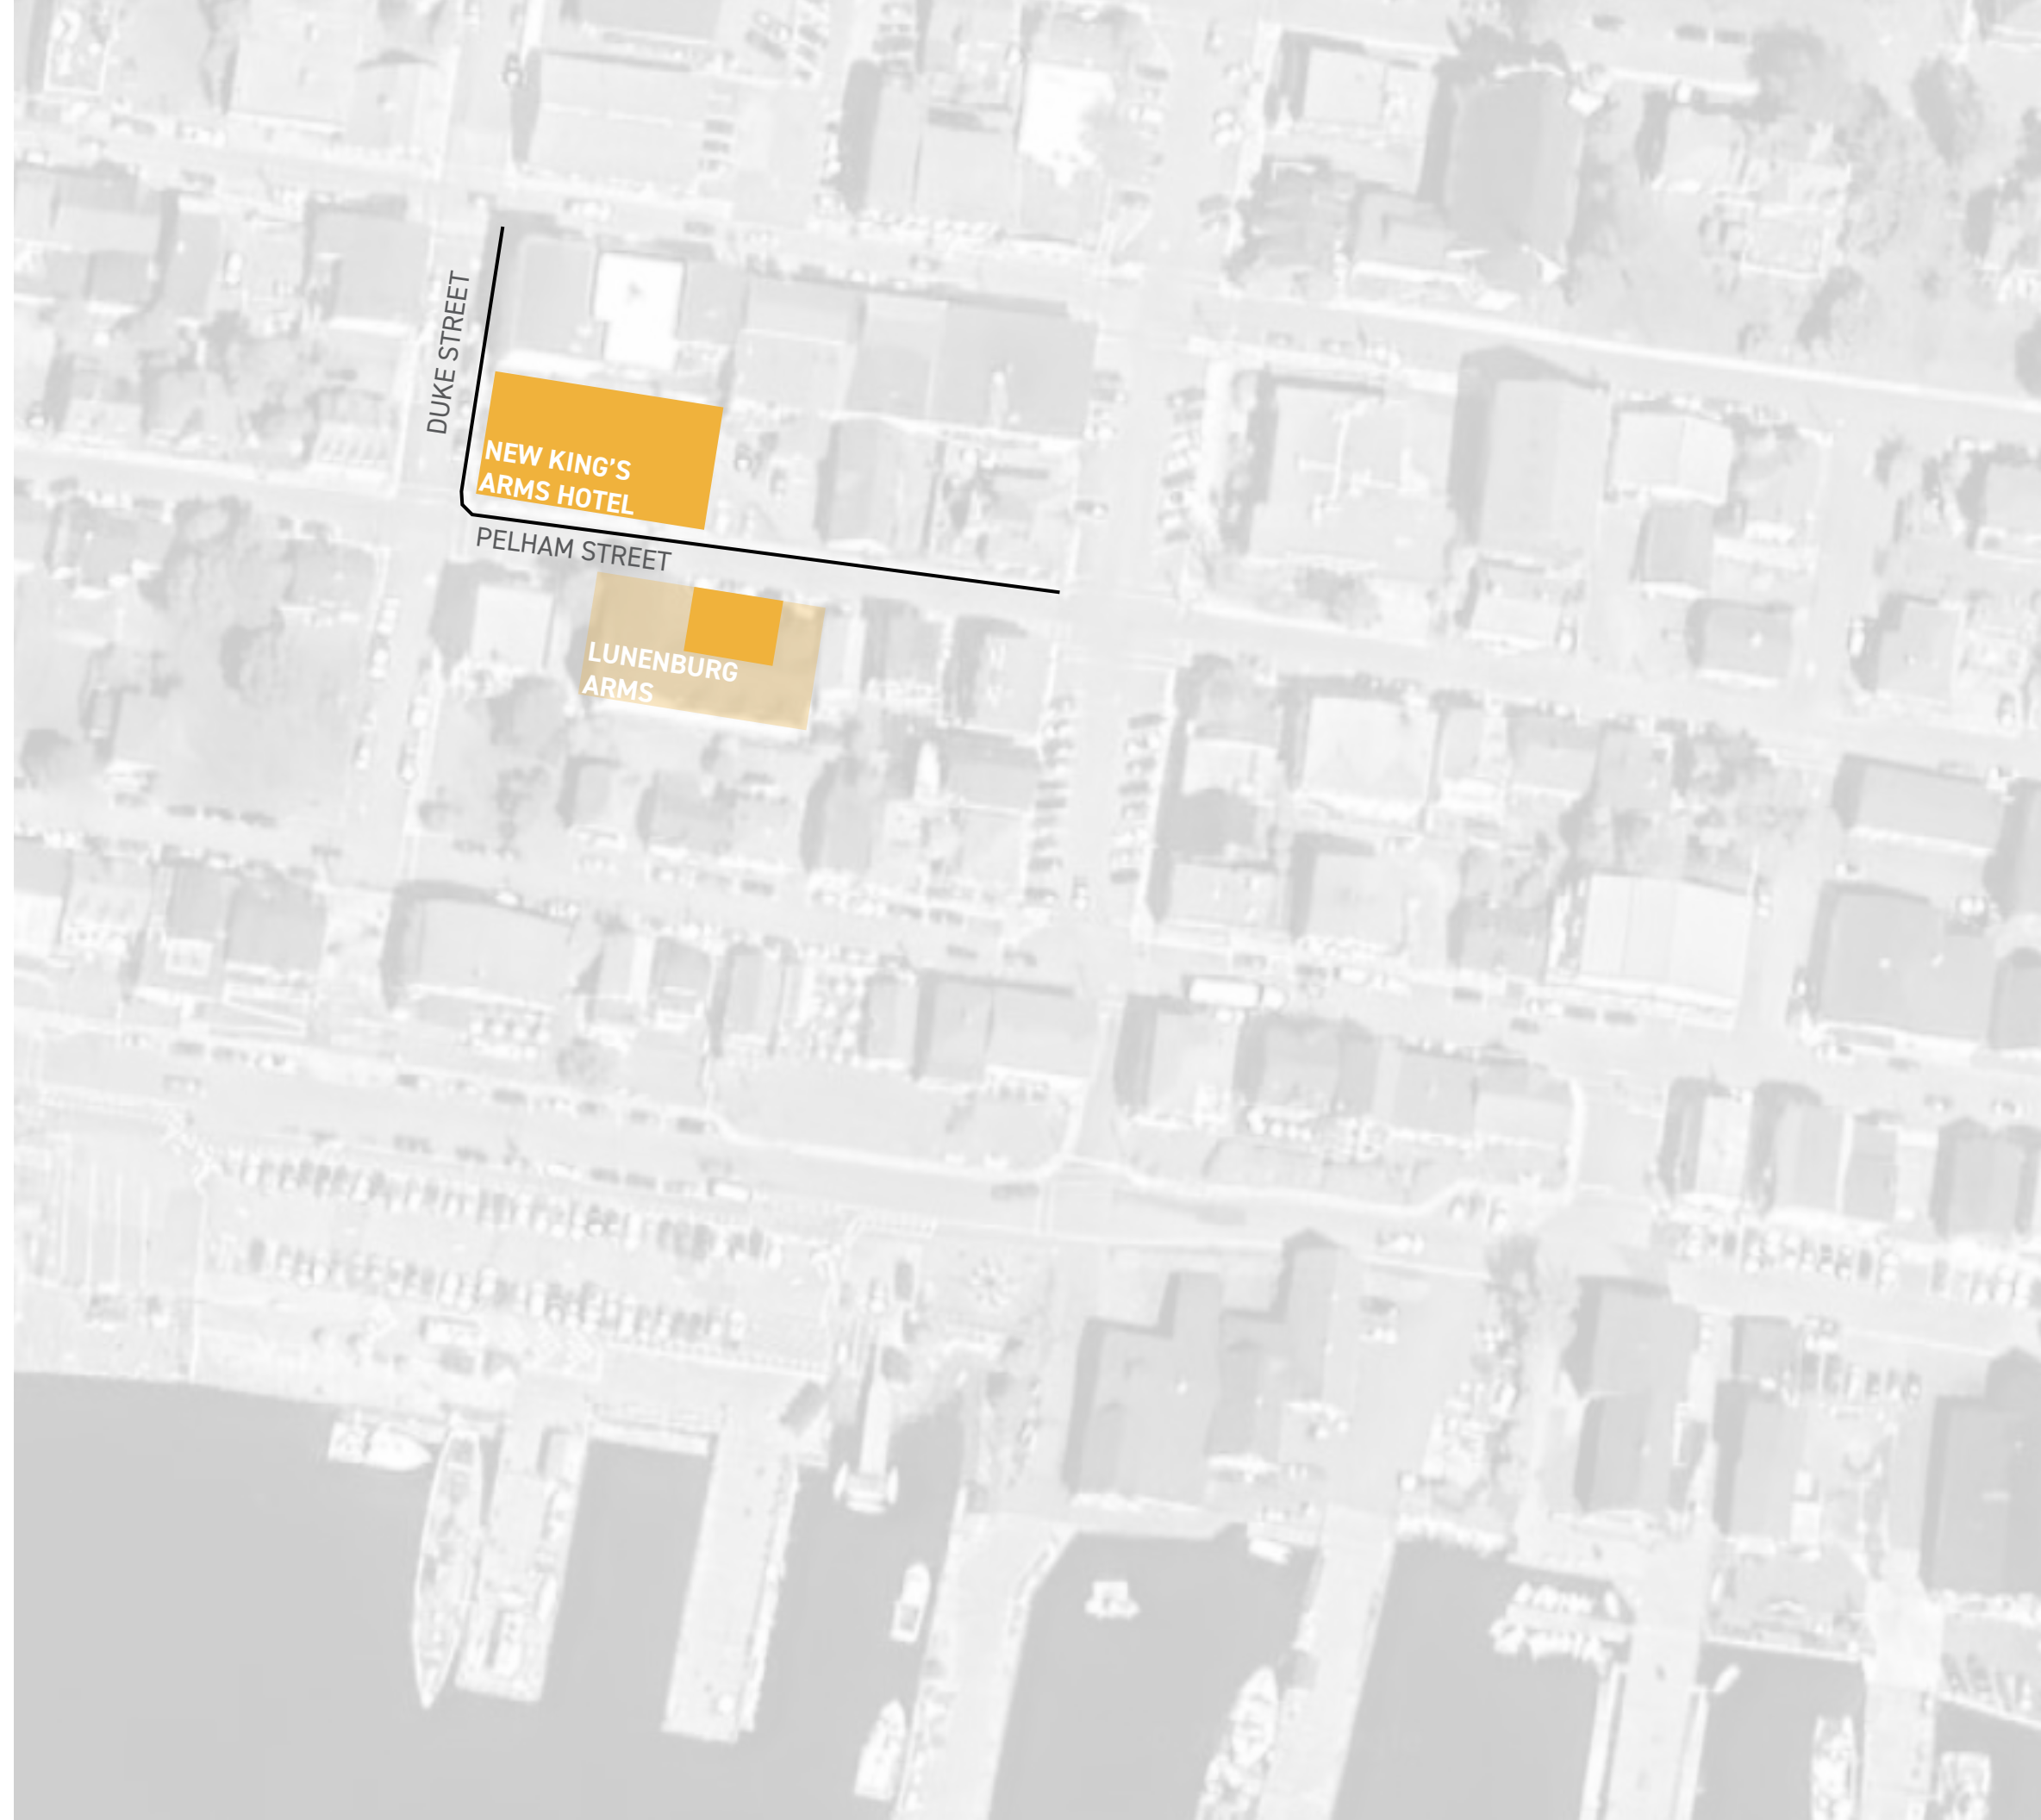 DUKE STREET
NEW KING’S
ARMS HOTEL
PELHAM STREET
LUNENBURG
ARMS